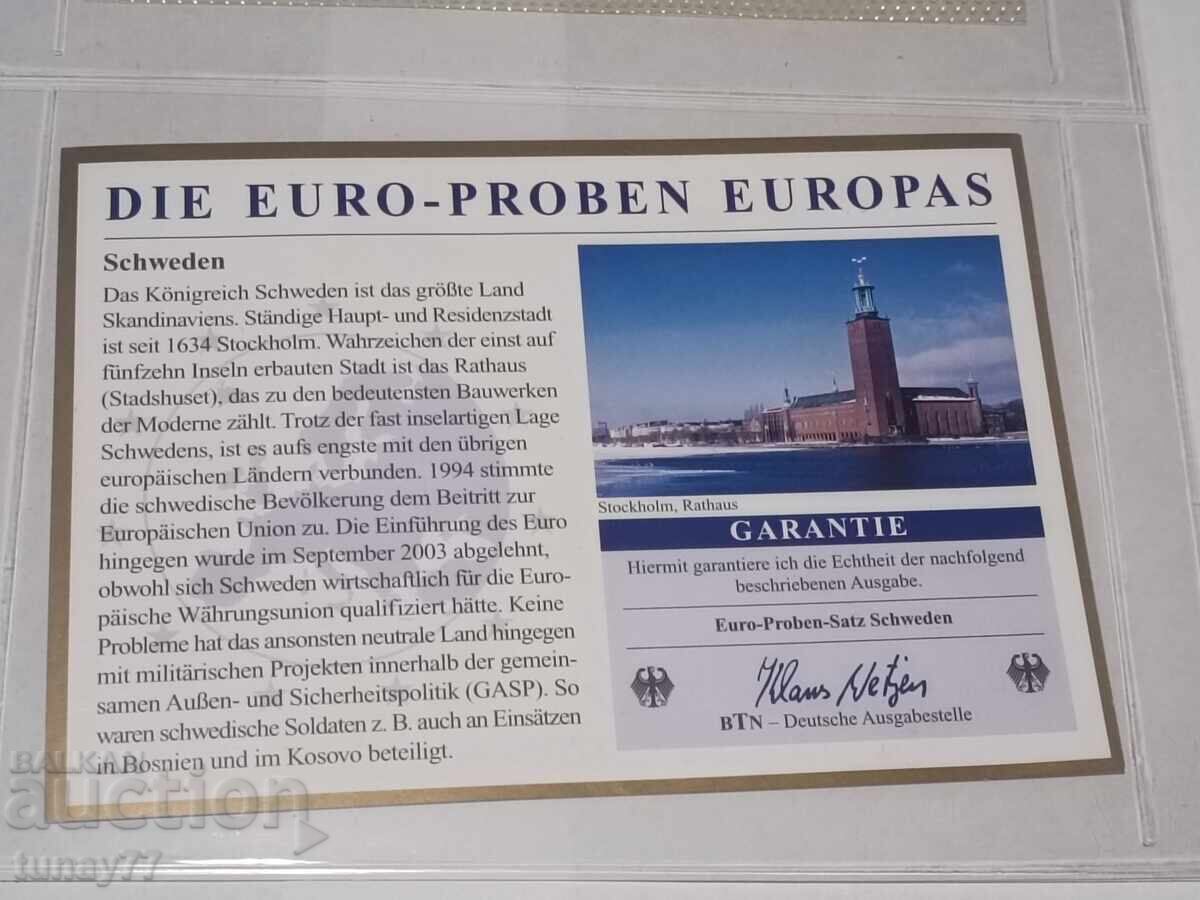 DIE EURO-PROBEN EUROPAS
Schweden
Das Königreich Schweden ist das größte Land
Skandinaviens. Ständige Haupt- und Residenzstadt
ist seit 1634 Stockholm. Wahrzeichen der einst auf
fünfzehn Inseln erbauten Stadt ist das Rathaus
(Stadshuset), das zu den bedeutensten Bauwerken
der Moderne zählt. Trotz der fast inselartigen Lage
Schwedens, ist es aufs engste mit den übrigen
europäischen Ländern verbunden. 1994 stimmte
die schwedische Bevölkerung dem Beitritt zur
Europäischen Union zu. Die Einführung des Euro
hingegen wurde im September 2003 abgelehnt,
obwohl sich Schweden wirtschaftlich für die Euro-
päische Währungsunion qualifiziert hätte. Keine
Probleme hat das ansonsten neutrale Land hingegen
mit militärischen Projekten innerhalb der gemein-
samen Außen- und Sicherheitspolitik (GASP). So
waren schwedische Soldaten z. B. auch an Einsätzen
in Bosnien und im Kosovo beteiligt.
Stockholm, Rathaus
GARANTIE
Hiermit garantiere ich die Echtheit der nachfolgend
beschriebenen Ausgabe.
Euro-Proben-Satz Schweden
Klaus Netzen
BTN – Deutsche Ausgabestelle
BALKAN
auction
tunay77